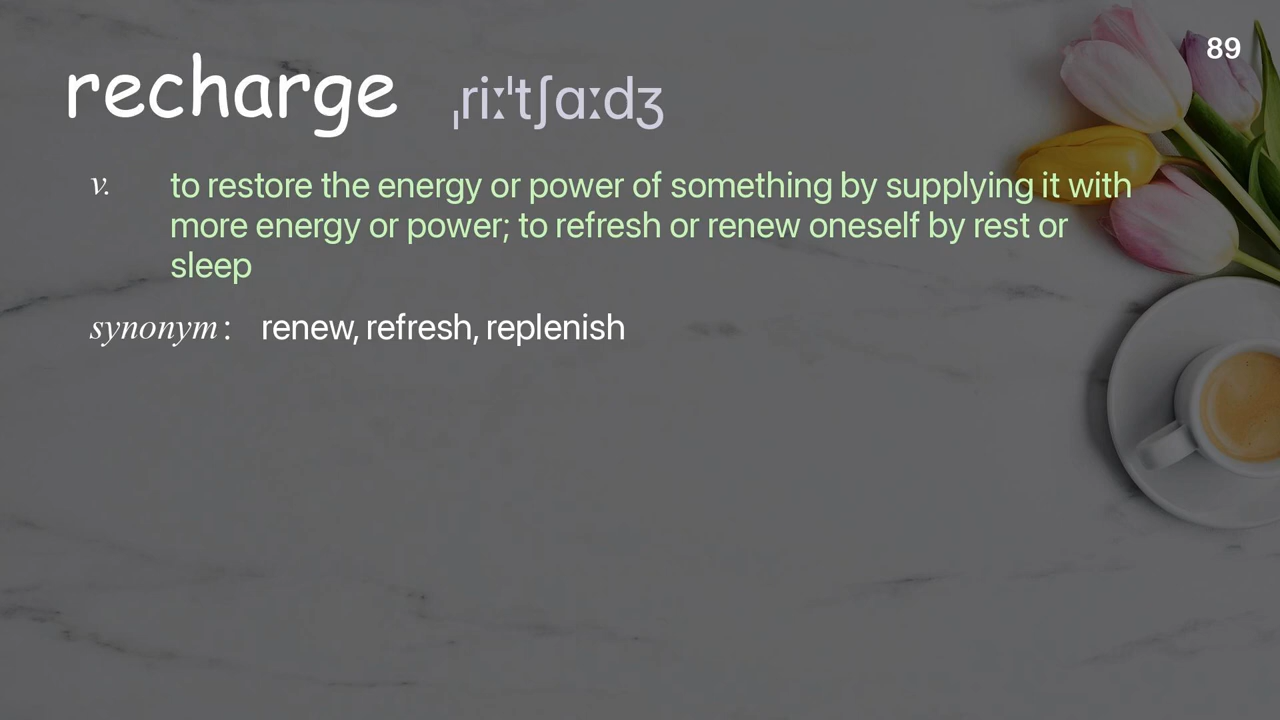 89
recharge ˌriːˈtʃɑːdʒ
v. to restore the energy or power of something by supplying it with
more energy or power; to refresh or renew oneself by rest or
sleep
synonym: renew, refresh, replenish